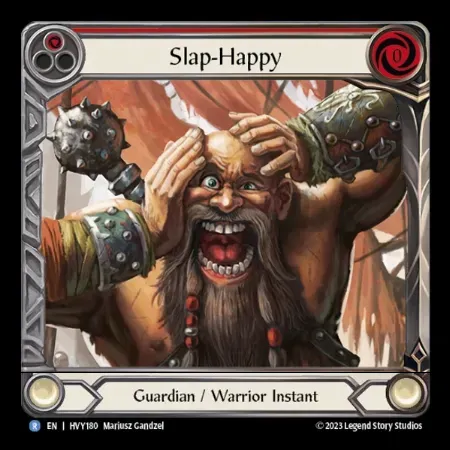 Slap-Happy
0
Guardian / Warrior Instant
R EN | HVY180 Mariusz Gandzel
© 2023 Legend Story Studios